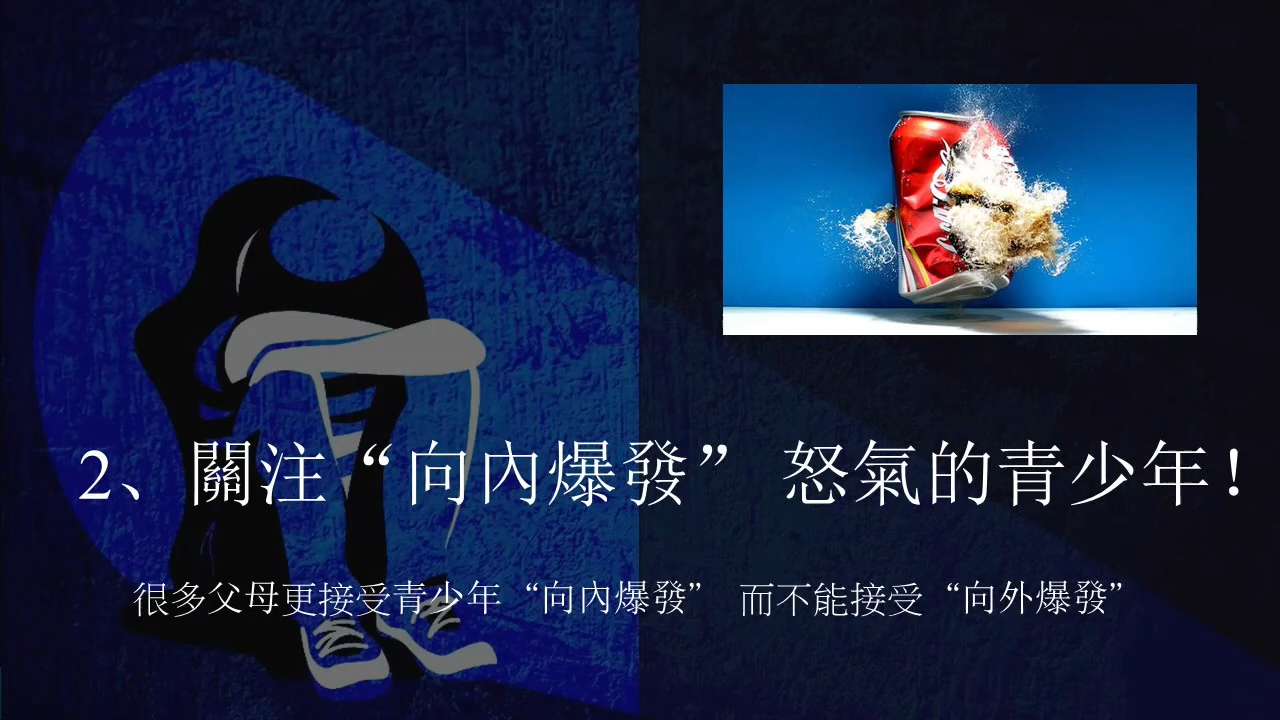 2、關注“向內爆發” 怒氣的青少年！
很多父母更接受青少年“向內爆發” 而不能接受“向外爆發”